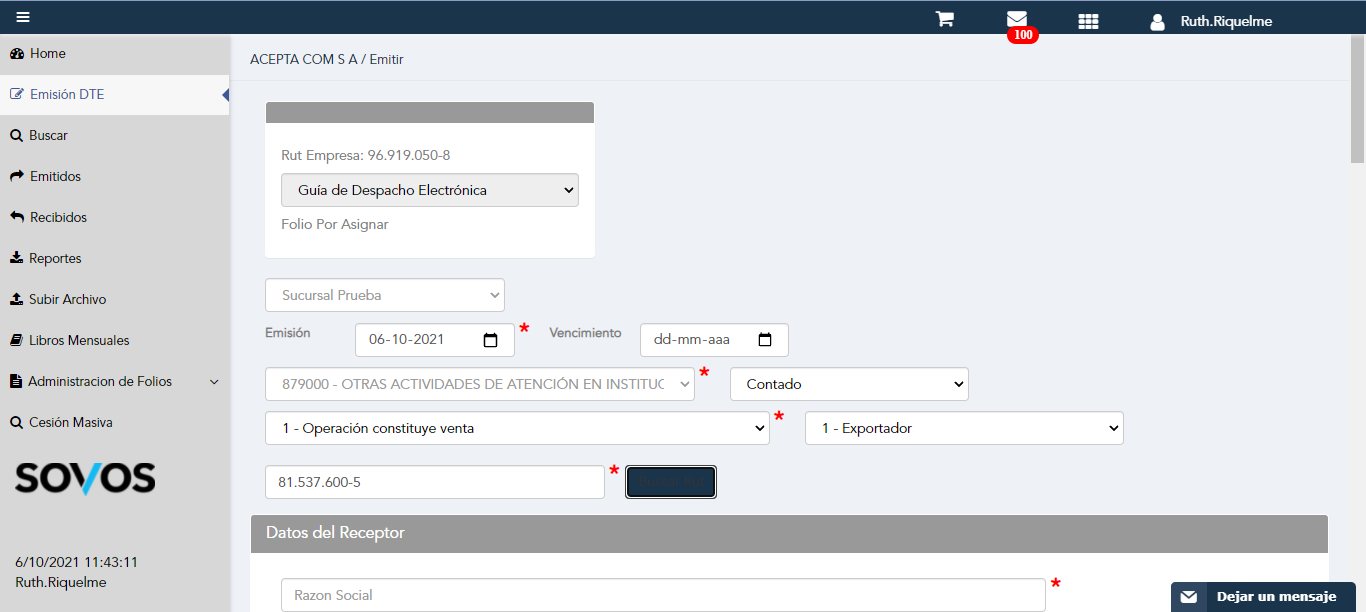 100
Ruth.Riquelme
Home
Emisión DTE
Buscar
Emitidos
Recibidos
Reportes
Subir Archivo
Libros Mensuales
Administracion de Folios
Cesión Masiva
SOVOS
6/10/2021 11:43:11
Ruth.Riquelme
ACEPTA COM S A / Emitir
Rut Empresa: 96.919.050-8
Guía de Despacho Electrónica
Folio Por Asignar
Sucursal Prueba
Emisión 06-10-2021 * Vencimiento dd-mm-aaa
879000 - OTRAS ACTIVIDADES DE ATENCIÓN EN INSTITUC * Contado
1 - Operación constituye venta * 1 - Exportador
81.537.600-5 *
Datos del Receptor
Razon Social *
Dejar un mensaje